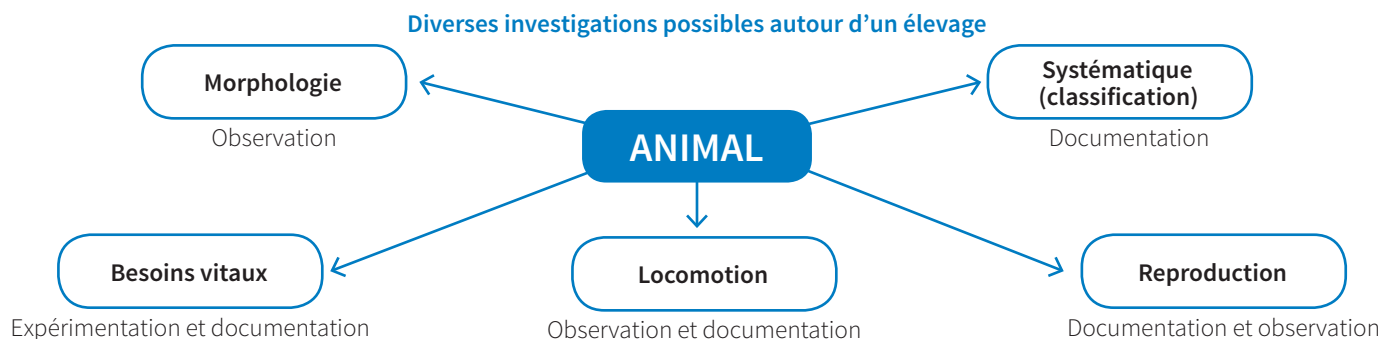 Diverses investigations possibles autour d’un élevage
Morphologie
Observation
Systématique
(classification)
Documentation
ANIMAL
Besoins vitaux
Expérimentation et documentation
Locomotion
Observation et documentation
Reproduction
Documentation et observation